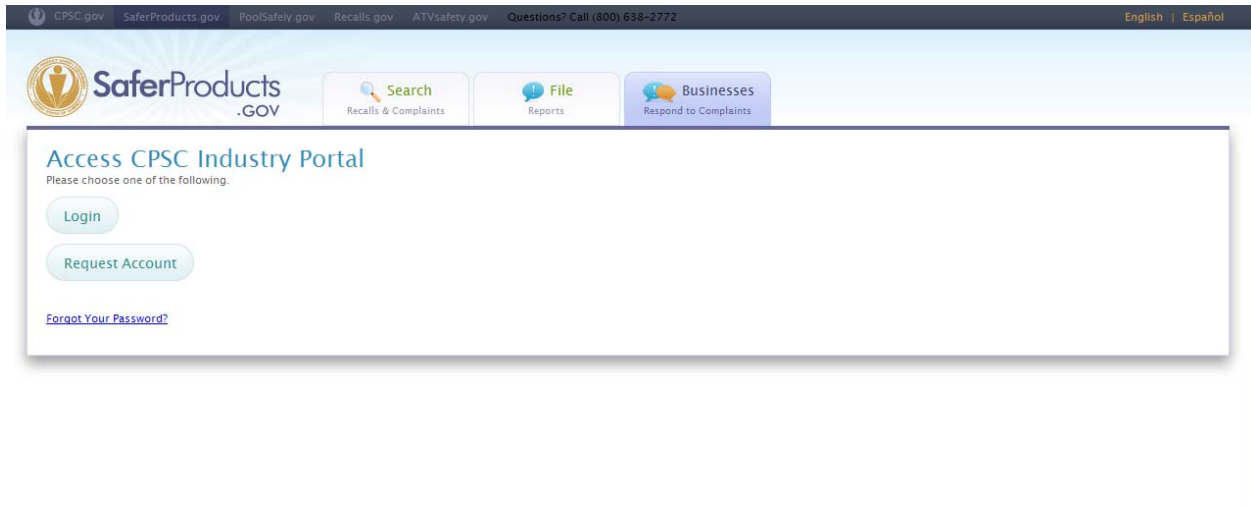 CPSC.gov SaferProducts.gov PoolSafely.gov Recalls.gov ATVsafety.gov Questions? Call (800) 638-2772 English | Español
SaferProducts
.GOV
Search
Recalls & Complaints
File
Reports
Businesses
Respond to Complaints
Access CPSC Industry Portal
Please choose one of the following.
Login
Request Account
Forgot Your Password?